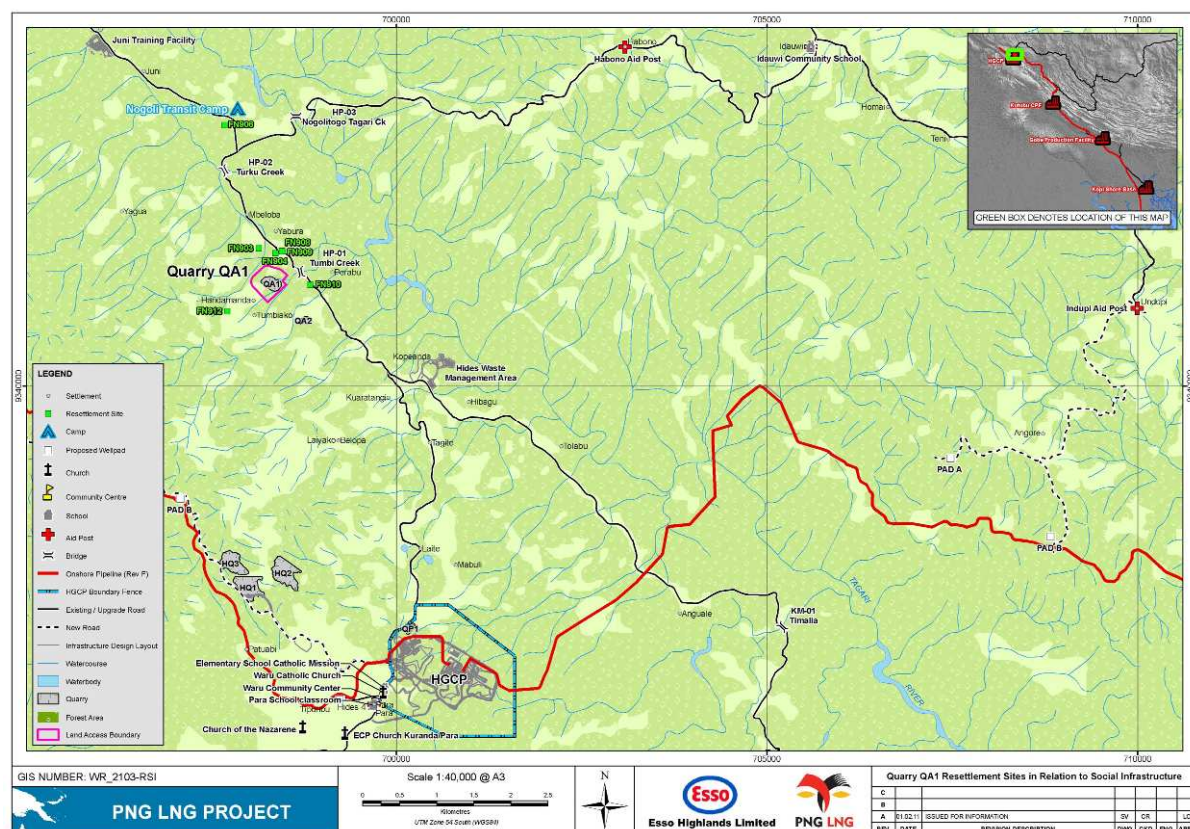 700000
705000
710000
Juni Training Facility
Juni
Nogoli Transit Camp
HP-03
Nogolitogo Tagari Ck
Habono
Habono Aid Post
Idauwi
Idauwi Community School
Homai
Teni
HGCP
Kutubu CPF
Gobe Production Facility
Kopi Shore Base
GREEN BOX DENOTES LOCATION OF THIS MAP
HP-02
Turku Creek
Yagua
Mbeloba
Yabura
FN903
FN908
FN909
FN904
HP-01
Tumbi Creek
Perabu
Quarry QA1
QA1
FN910
Handamanda
FN912
Tumbiako
QA2
Undupi
Indupi Aid Post
Kopeanda
Hides Waste
Management Area
9340000
Kuaratangi
Hibagu
Laiyako
Belopa
Tagite
Tolabu
Angore
PAD A
PAD B
PAD B
LEGEND
Settlement
Resettlement Site
Camp
Proposed Wellpad
Church
Community Centre
School
Aid Post
Bridge
Onshore Pipeline (Rev F)
HGCP Boundary Fence
Existing / Upgrade Road
New Road
Infrastructure Design Layout
Watercourse
Waterbody
Quarry
Forest Area
Land Access Boundary
HQ3
HQ2
HQ1
Laite
Mabuli
TAGARI
RIVER
Anguale
KM-01
Timalia
QP1
Patuabi
Elementary School Catholic Mission
Waru Catholic Church
Waru Community Center
Para School classroom
HGCP
Hides
Para
Church of the Nazarene
ECP Church Kuranda/Para
GIS NUMBER: WR_2103-RSI
PNG LNG PROJECT
Scale 1:40,000 @ A3
0 0.5 1 1.5 2 2.5
Kilometres
UTM Zone 54 South (WGS84)
N
Esso
Esso Highlands Limited
PNG LNG
Quarry QA1 Resettlement Sites in Relation to Social Infrastructure
C
B
A 01.02.11 ISSUED FOR INFORMATION SV CR
REV DATE REVISION DESCRIPTION